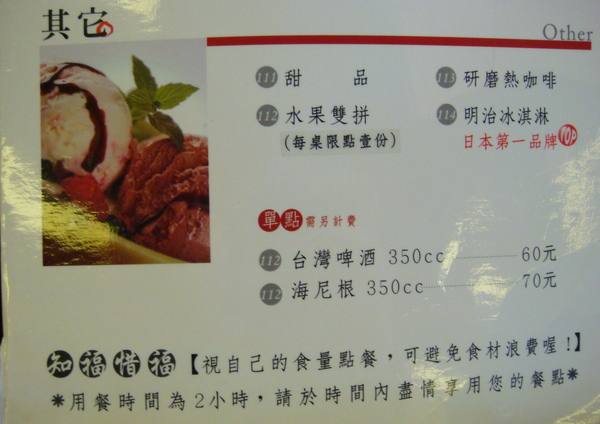 其它
Other
111 甜 品
112 水果雙拼
(每桌限點壹份)
113 研磨熱咖啡
114 明治冰淇淋
日本第一品牌 TOP
單點 需另計費
112 台灣啤酒 350cc 60元
112 海尼根 350cc 70元
知福惜福【視自己的食量點餐，可避免食材浪費喔！】
*用餐時間為2小時，請於時間內盡情享用您的餐點*